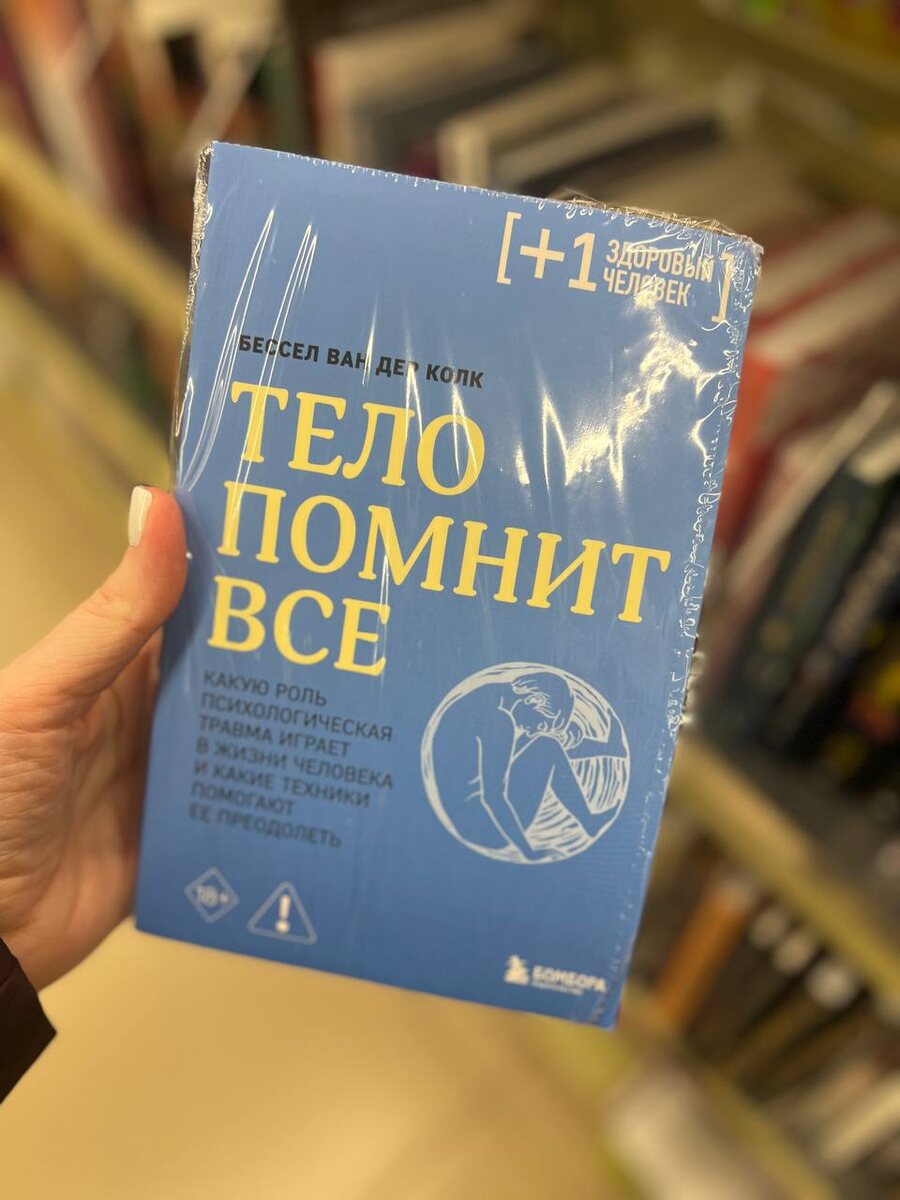 [+1 ЗДОРОВЫЙ
ЧЕЛОВЕК]
БЕССЕЛ ВАН ДЕР КОЛК
ТЕЛО
ПОМНИТ
ВСЕ
КАКУЮ РОЛЬ
ПСИХОЛОГИЧЕСКАЯ
ТРАВМА ИГРАЕТ
В ЖИЗНИ ЧЕЛОВЕКА
И КАКИЕ ТЕХНИКИ
ПОМОГАЮТ
ЕЕ ПРЕОДОЛЕТЬ
18+
!
БОМБОРА